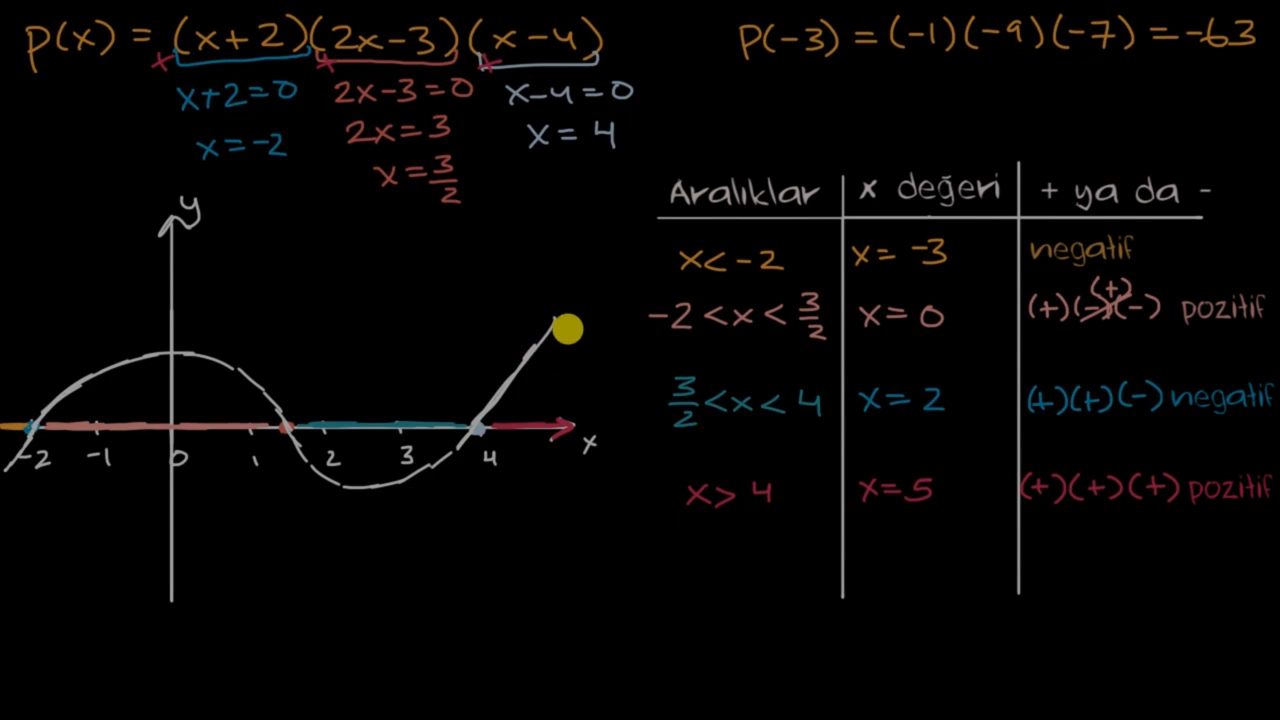 p(x) = (x+2)(2x-3)(x-4)
x+2=0
x=-2
2x-3=0
2x=3
x=3/2
x-4=0
x=4
p(-3) = (-1)(-9)(-7) = -63
y
-2 -1 0 1 2 3 4 x
Aralıklar x değeri + ya da -
x<-2 x=-3 negatif
(+)
-2<x<3/2 x=0 (+)(-)(-) pozitif
3/2<x<4 x=2 (+)(+)(-) negatif
x>4 x=5 (+)(+)(+) pozitif